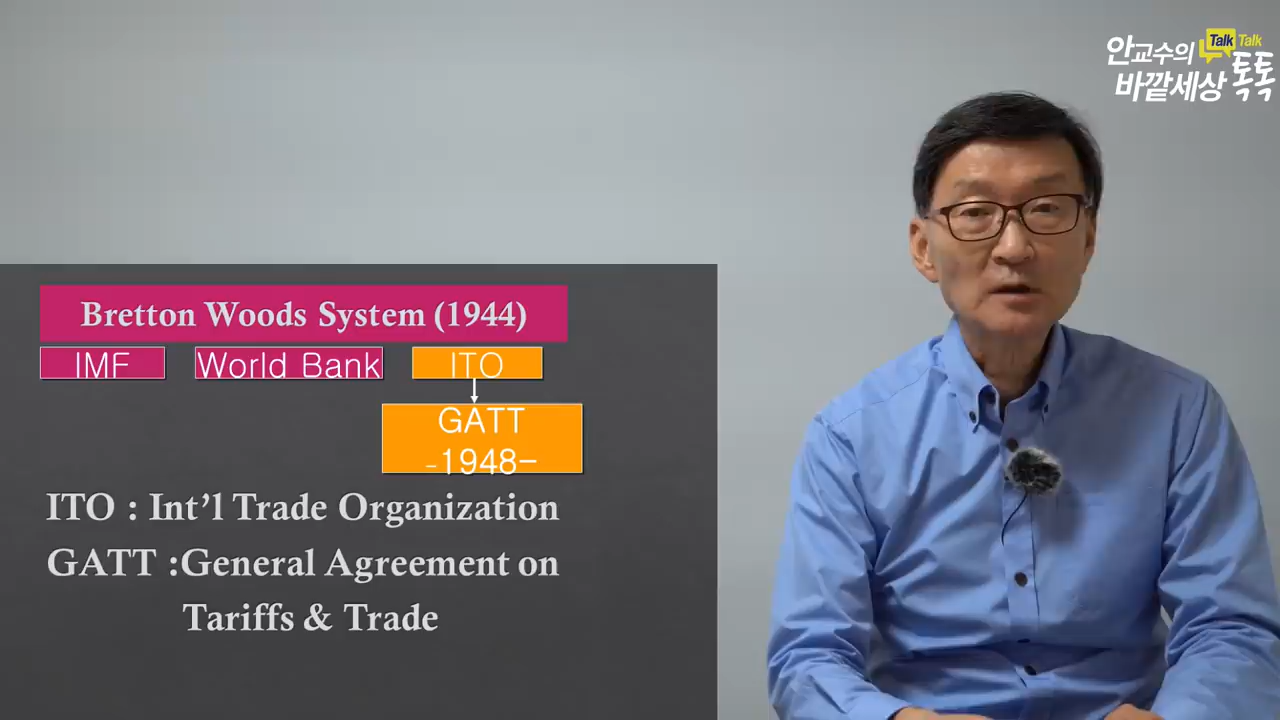 안교수의 Talk Talk
바깥세상 톡톡
Bretton Woods System (1944)
IMF World Bank ITO
GATT
-1948-
ITO : Int'l Trade Organization
GATT :General Agreement on
Tariffs & Trade